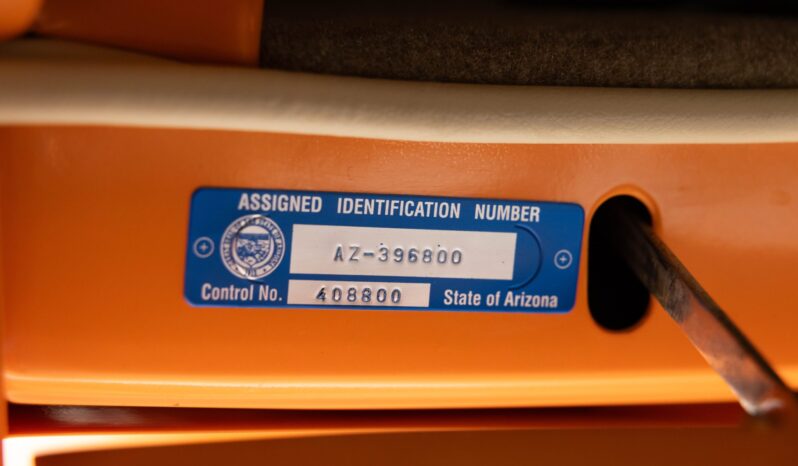 ASSIGNED IDENTIFICATION NUMBER
AZ-396800
Control No. 408800 State of Arizona